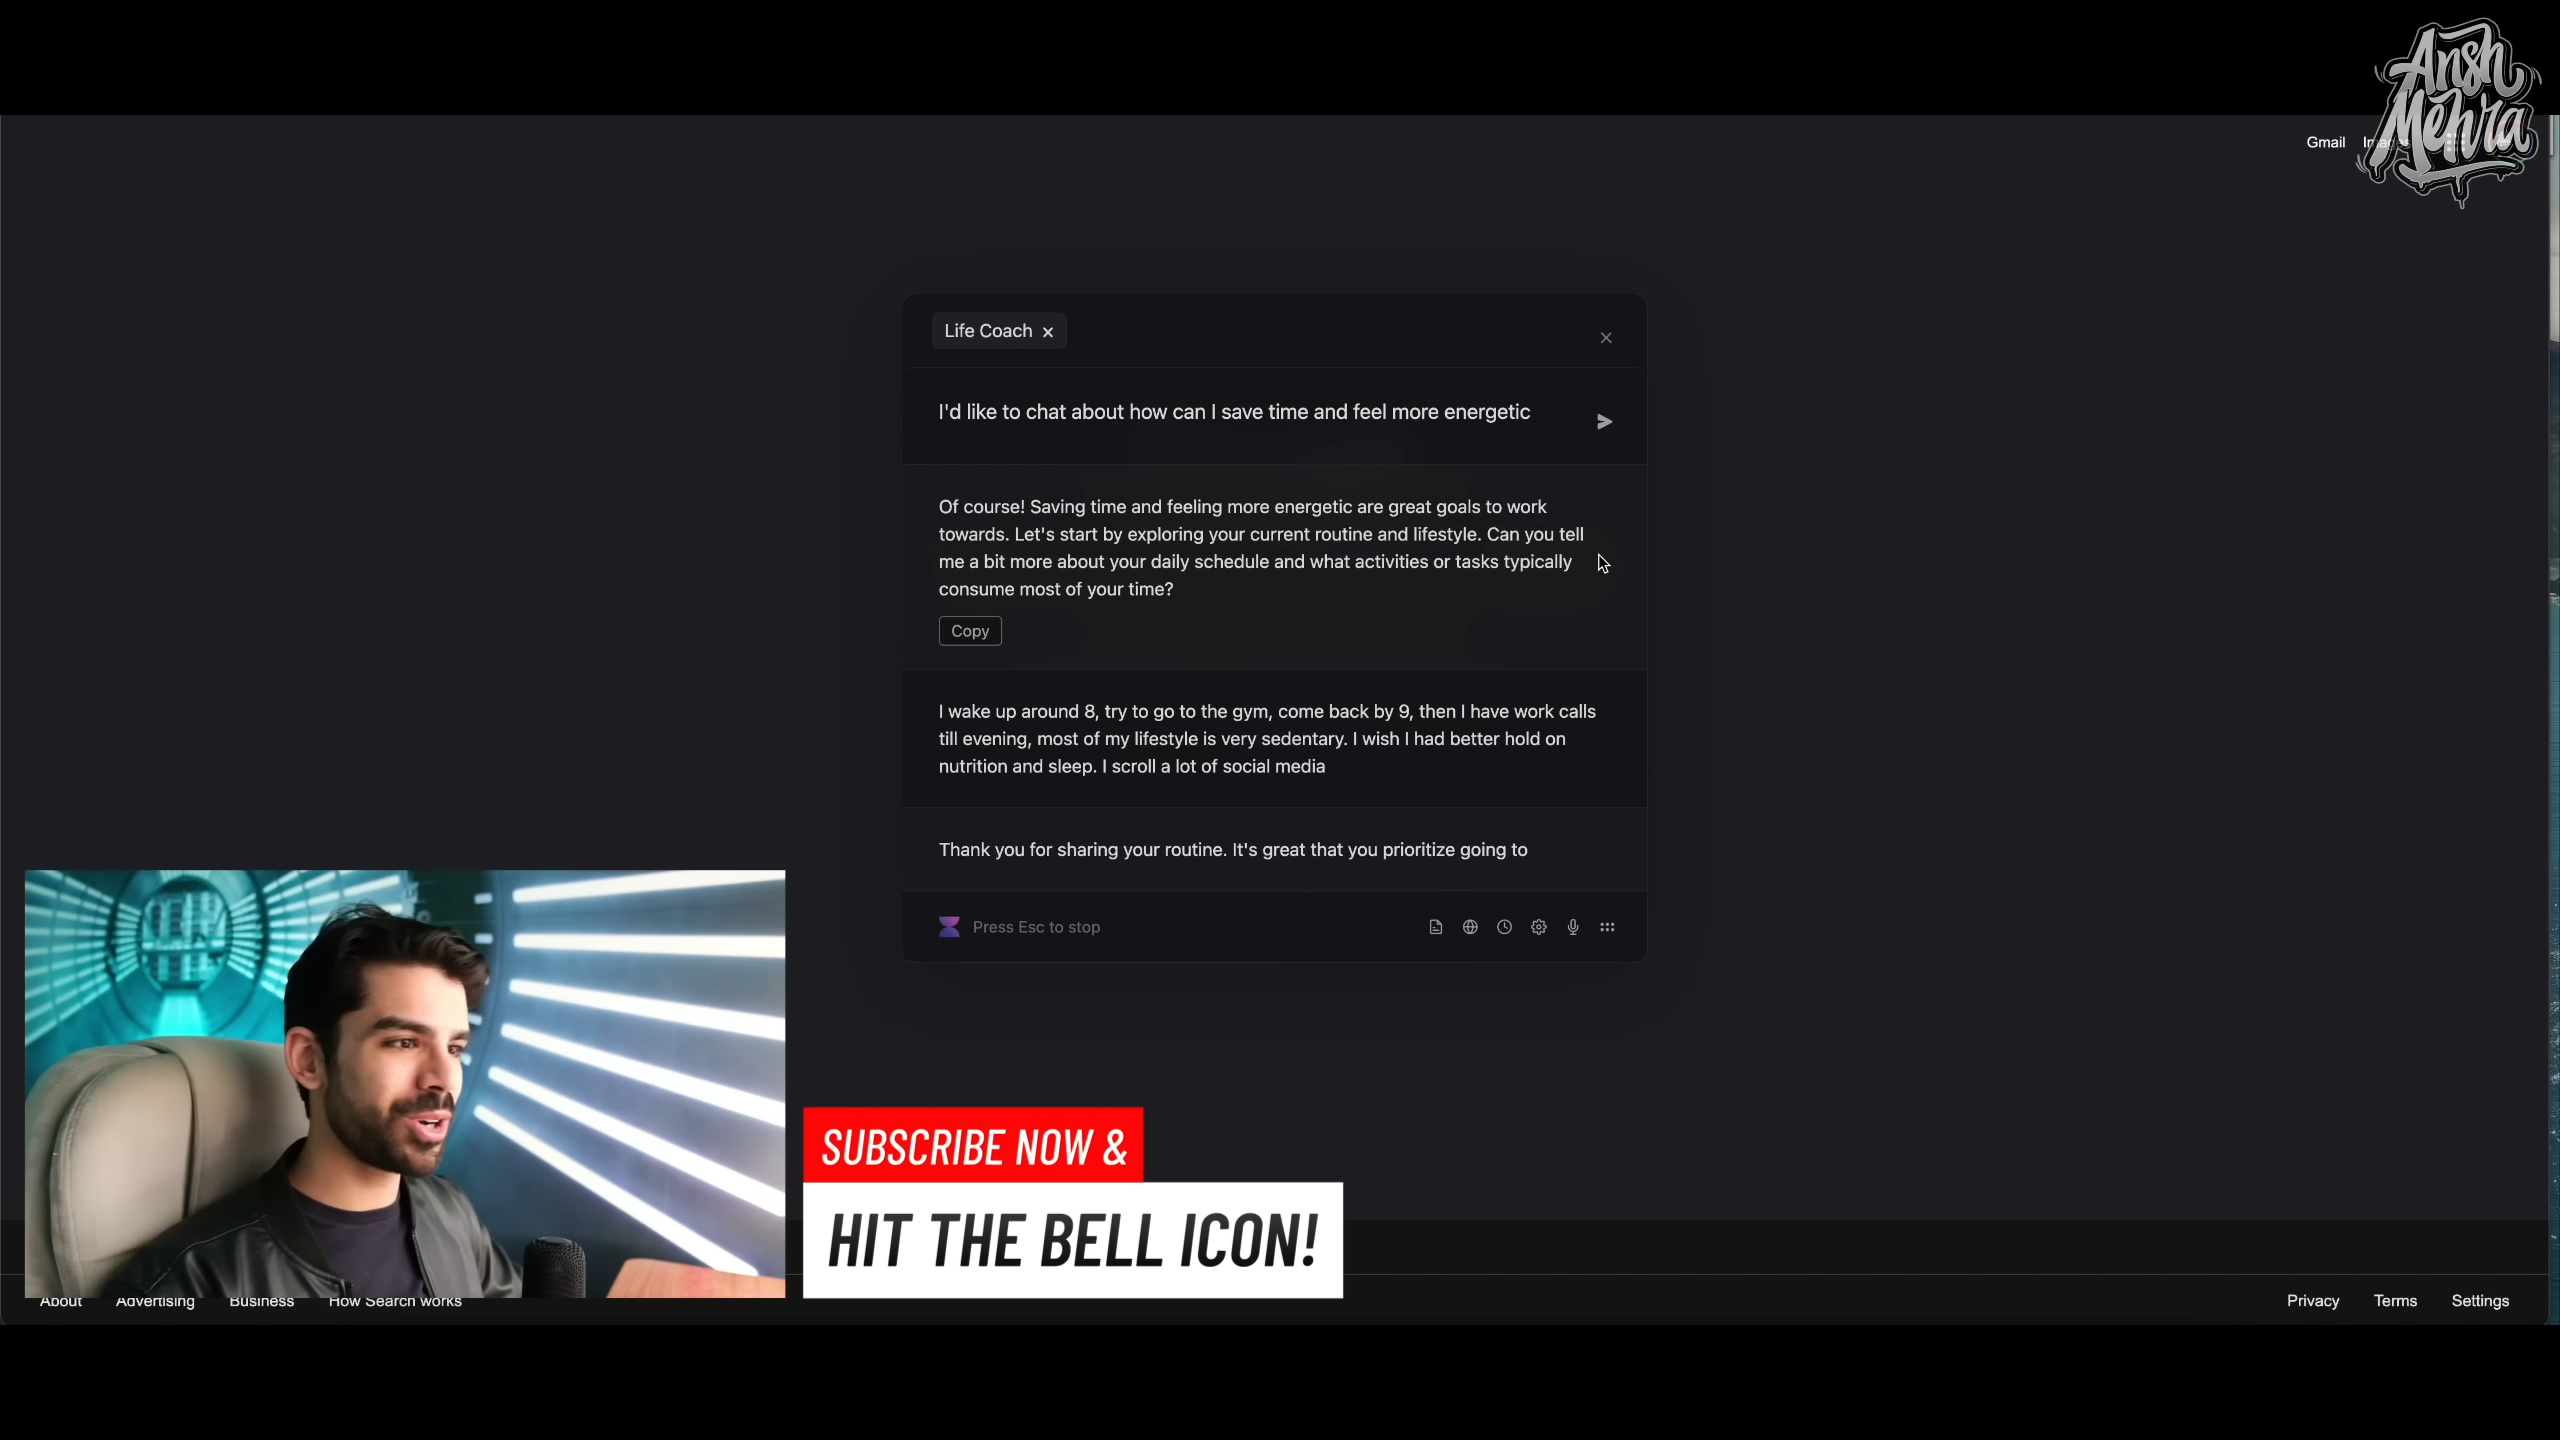 Ansh
Mehra
Gmail Images
Life Coach
I'd like to chat about how can I save time and feel more energetic
Of course! Saving time and feeling more energetic are great goals to work
towards. Let's start by exploring your current routine and lifestyle. Can you tell
me a bit more about your daily schedule and what activities or tasks typically
consume most of your time?
Copy
I wake up around 8, try to go to the gym, come back by 9, then I have work calls
till evening, most of my lifestyle is very sedentary. I wish I had better hold on
nutrition and sleep. I scroll a lot of social media
Thank you for sharing your routine. It's great that you prioritize going to
Press Esc to stop
SUBSCRIBE NOW &
HIT THE BELL ICON!
About Advertising Business How Search works
Privacy Terms Settings